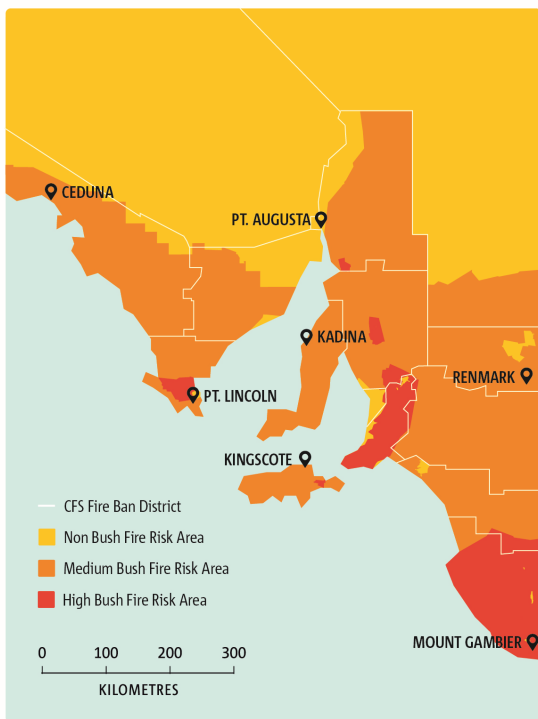 CEDUNA
PT. AUGUSTA
KADINA
RENMARK
PT. LINCOLN
KINGSCOTE
CFS Fire Ban District
Non Bush Fire Risk Area
Medium Bush Fire Risk Area
High Bush Fire Risk Area
MOUNT GAMBIER
0 100 200 300
KILOMETRES